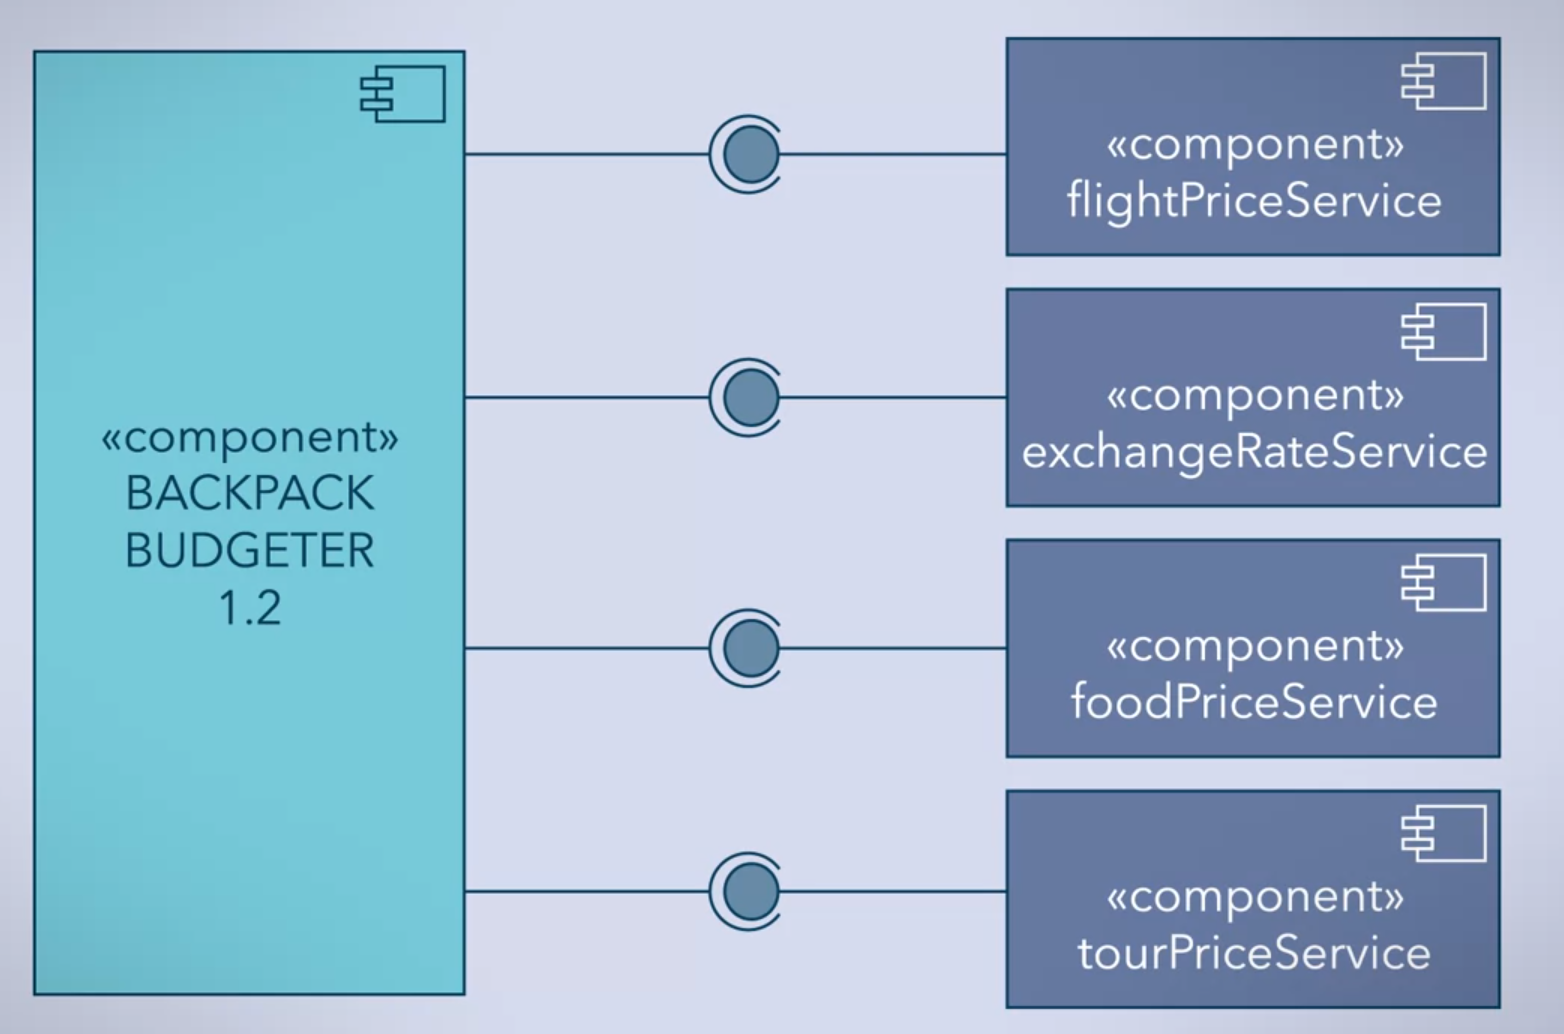 «component»
BACKPACK
BUDGETER
1.2
«component»
flightPriceService
«component»
exchangeRateService
«component»
foodPriceService
«component»
tourPriceService